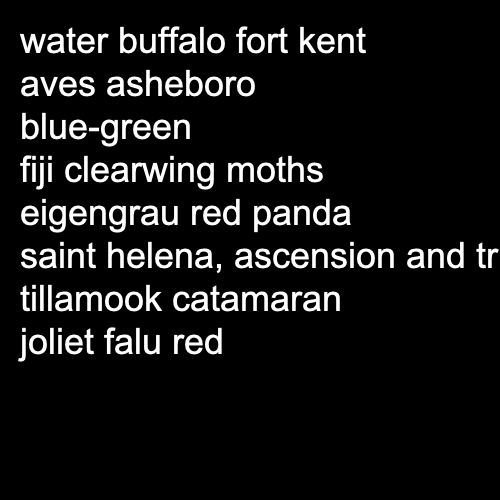 water buffalo fort kent
aves asheboro
blue-green
fiji clearwing moths
eigengrau red panda
saint helena, ascension and
tillamook catamaran
joliet falu red